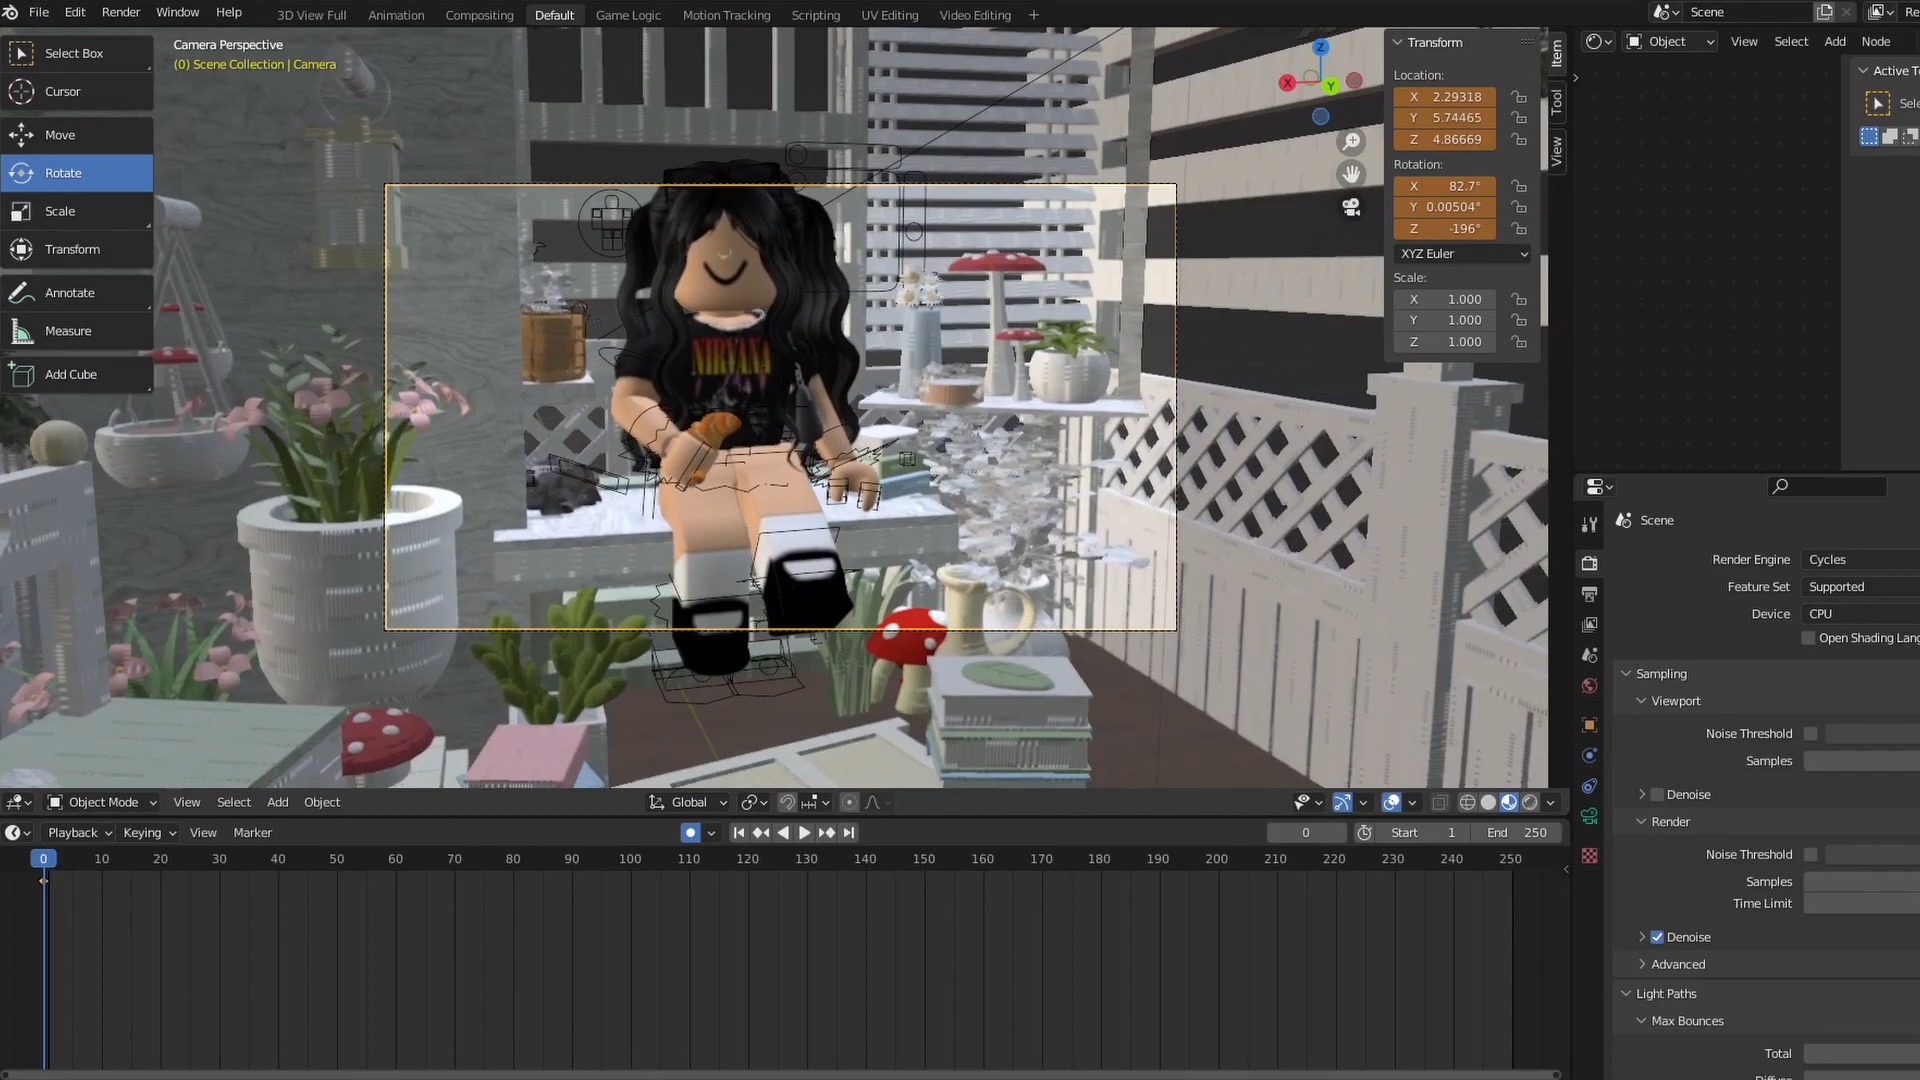 File Edit Render Window Help 3D View Full Animation Compositing Default Game Logic Motion Tracking Scripting UV Editing Video Editing + Scene
Select Box
Cursor
Move
Rotate
Scale
Transform
Annotate
Measure
Add Cube
Camera Perspective
(0) Scene Collection | Camera
NIRVANA
Z
X
Y
Transform
Location:
X 2.29318
Y 5.74465
Z 4.86669
Rotation:
X 82.7°
Y 0.00504°
Z -196°
XYZ Euler
Scale:
X 1.000
Y 1.000
Z 1.000
Item
Tool
View
Object View Select Add Node
Active T
Sele
Scene
Render Engine Cycles
Feature Set Supported
Device CPU
Open Shading Lang
Sampling
Viewport
Noise Threshold
Samples
Denoise
Render
Noise Threshold
Samples
Time Limit
Denoise
Advanced
Light Paths
Max Bounces
Total
Object Mode View Select Add Object Global
Playback Keying View Marker 0 Start 1 End 250
0 10 20 30 40 50 60 70 80 90 100 110 120 130 140 150 160 170 180 190 200 210 220 230 240 250